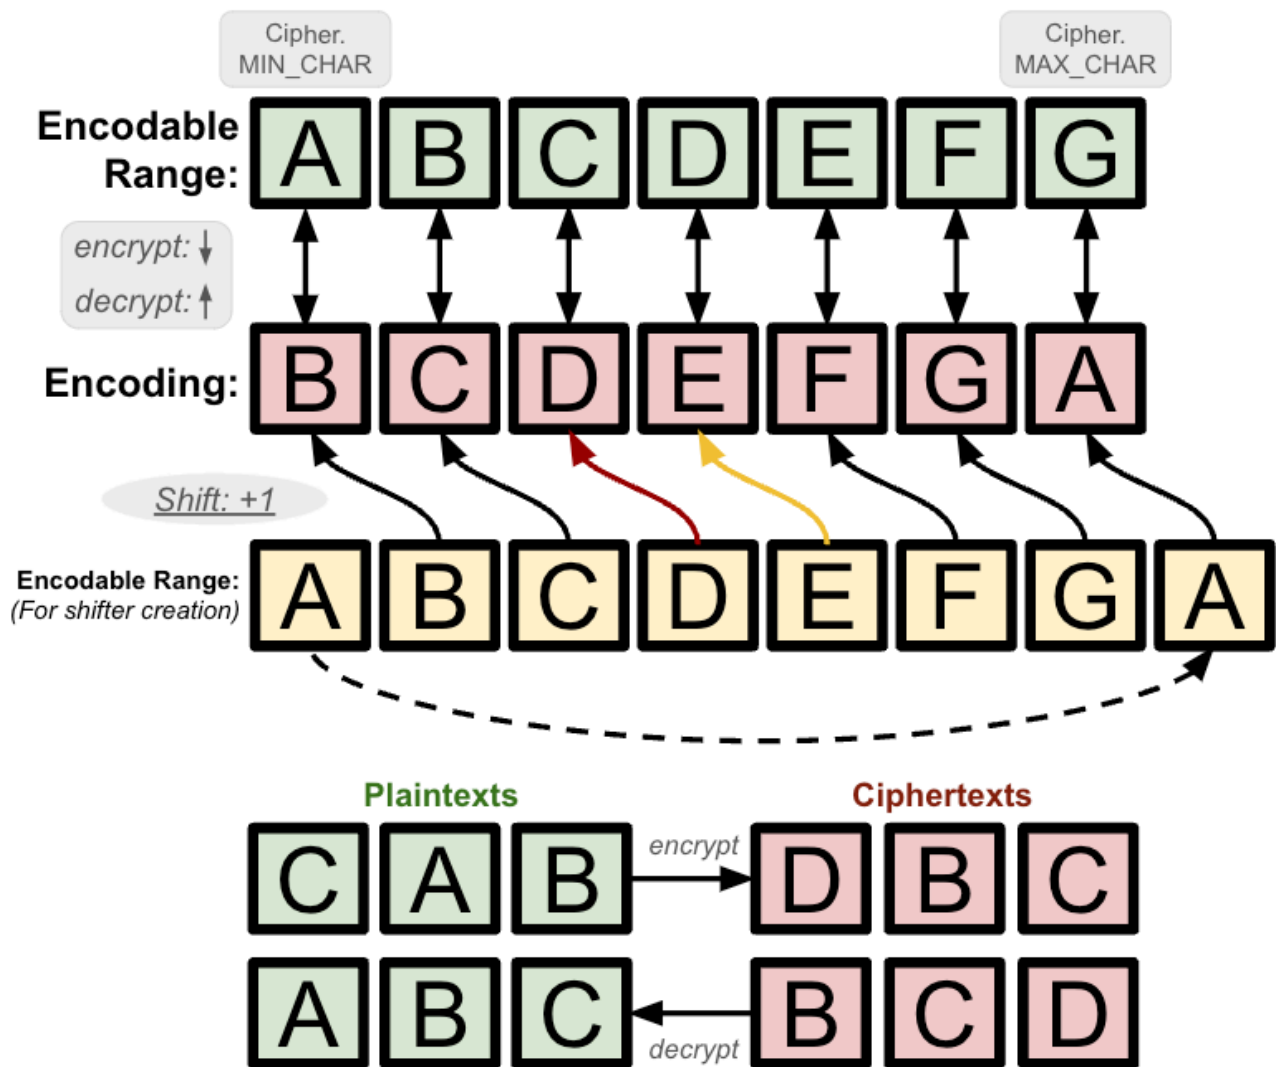 Cipher.
MIN_CHAR
Cipher.
MAX_CHAR
Encodable
Range:
A B C D E F G
encrypt:
decrypt:
Encoding:
B C D E F G A
Shift: +1
Encodable Range:
(For shifter creation)
A B C D E F G A
Plaintexts
Ciphertexts
C A B
encrypt
D B C
A B C
decrypt
B C D